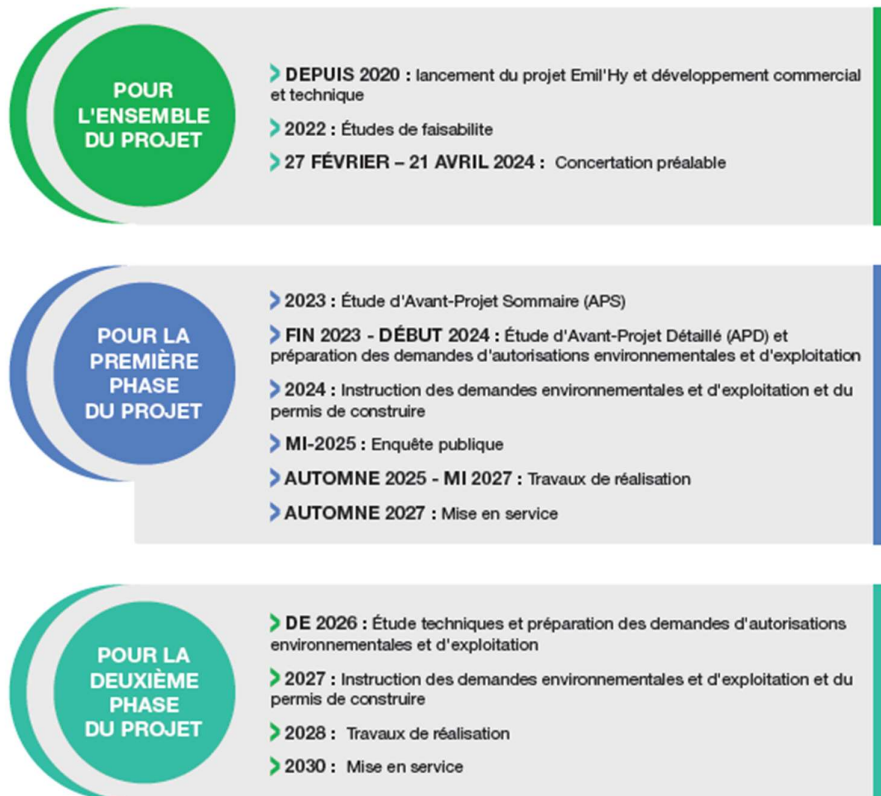 POUR
L'ENSEMBLE
DU PROJET
DEPUIS 2020 : lancement du projet Emil'Hy et développement commercial
et technique
2022 : Études de faisabilite
27 FÉVRIER – 21 AVRIL 2024 : Concertation préalable
POUR LA
PREMIÈRE
PHASE
DU PROJET
2023 : Étude d'Avant-Projet Sommaire (APS)
FIN 2023 - DÉBUT 2024 : Étude d'Avant-Projet Détaillé (APD) et
préparation des demandes d'autorisations environnementales et d'exploitation
2024 : Instruction des demandes environnementales et d'exploitation et du
permis de construire
MI-2025 : Enquête publique
AUTOMNE 2025 - MI 2027 : Travaux de réalisation
AUTOMNE 2027 : Mise en service
POUR LA
DEUXIÈME
PHASE
DU PROJET
DE 2026 : Étude techniques et préparation des demandes d'autorisations
environnementales et d'exploitation
2027 : Instruction des demandes environnementales et d'exploitation et du
permis de construire
2028 : Travaux de réalisation
2030 : Mise en service